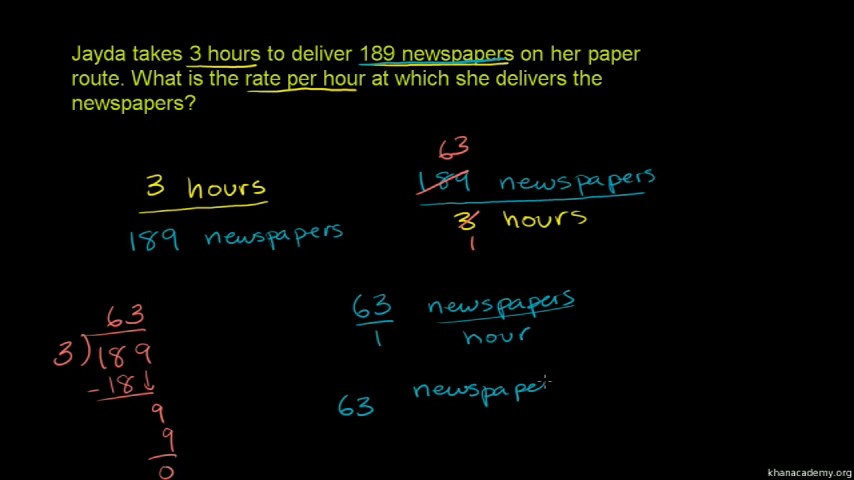 Jayda takes 3 hours to deliver 189 newspapers on her paper
route. What is the rate per hour at which she delivers the
newspapers?
63
3 hours
189 newspapers
189 newspapers
3 hours
1
63 newspapers
1 hour
63
3)189
-18↓
9
9
0
63 newspape
khanacademy.org